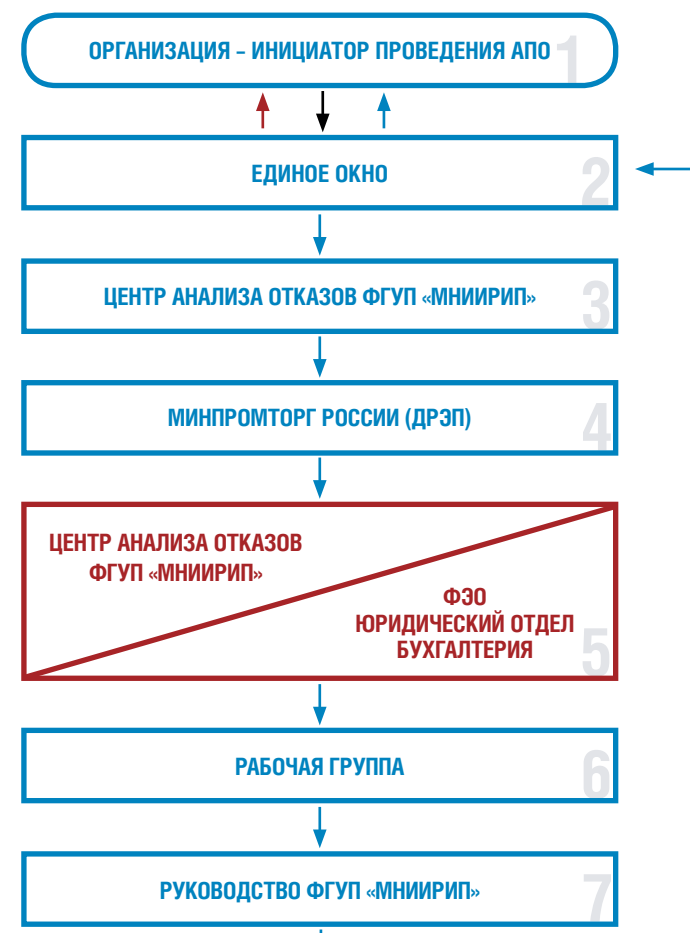 ОРГАНИЗАЦИЯ – ИНИЦИАТОР ПРОВЕДЕНИЯ АПО
1
ЕДИНОЕ ОКНО
2
ЦЕНТР АНАЛИЗА ОТКАЗОВ ФГУП «МНИИРИП»
3
МИНПРОМТОРГ РОССИИ (ДРЭП)
4
ЦЕНТР АНАЛИЗА ОТКАЗОВ
ФГУП «МНИИРИП»
ФЭО
ЮРИДИЧЕСКИЙ ОТДЕЛ
БУХГАЛТЕРИЯ
5
РАБОЧАЯ ГРУППА
6
РУКОВОДСТВО ФГУП «МНИИРИП»
7